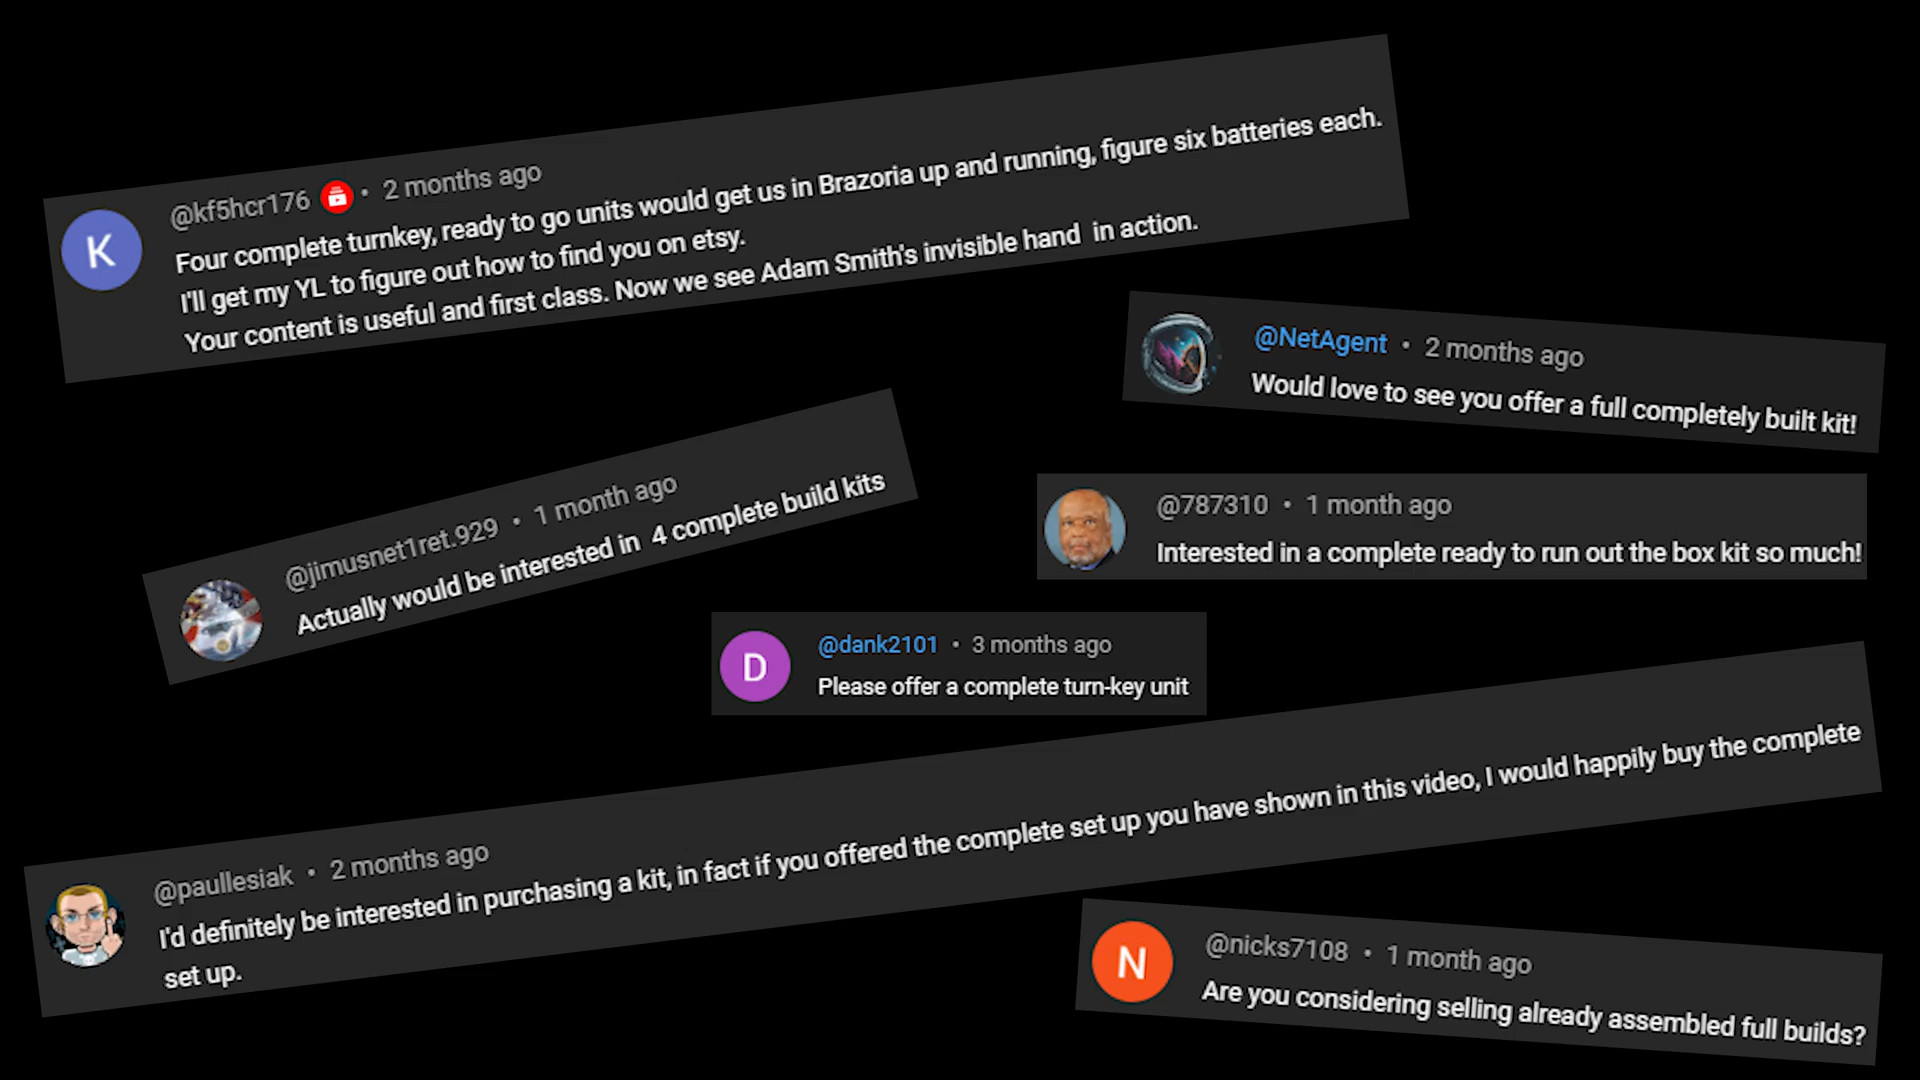 K
@kf5hcr176 • 2 months ago
Four complete turnkey, ready to go units would get us in Brazoria up and running, figure six batteries each.
I'll get my YL to figure out how to find you on etsy.
Your content is useful and first class. Now we see Adam Smith's invisible hand in action.
@NetAgent • 2 months ago
Would love to see you offer a full completely built kit!
@jimusnet1ret.929 • 1 month ago
Actually would be interested in 4 complete build kits
@787310 • 1 month ago
Interested in a complete ready to run out the box kit so much!
D
@dank2101 • 3 months ago
Please offer a complete turn-key unit
@paullesiak • 2 months ago
I'd definitely be interested in purchasing a kit, in fact if you offered the complete set up you have shown in this video, I would happily buy the complete
set up.
N
@nicks7108 • 1 month ago
Are you considering selling already assembled full builds?